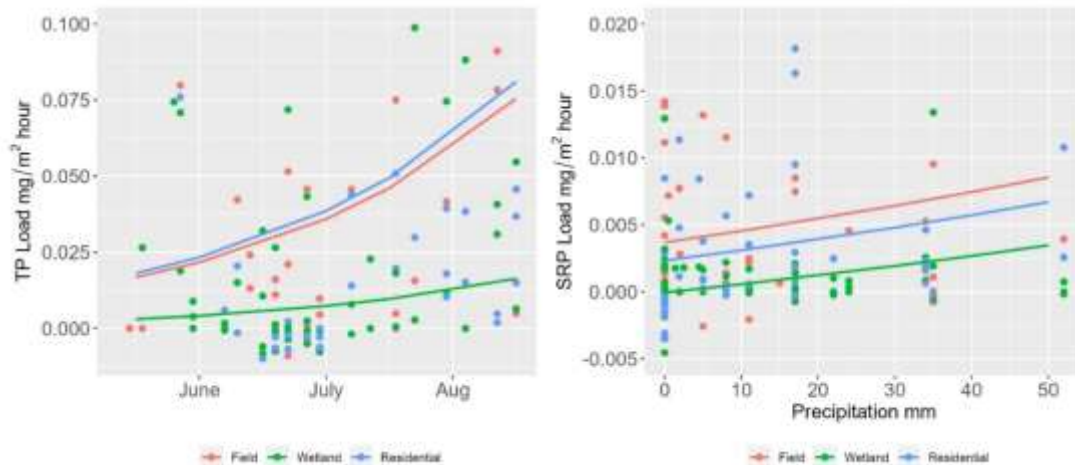 TP Load mg/m² hour
0.100
0.075
0.050
0.025
0.000
June July Aug
Field Wetland Residential
SRP Load mg/m² hour
0.020
0.015
0.010
0.005
0.000
-0.005
0 10 20 30 40 50
Precipitation mm
Field Wetland Residential